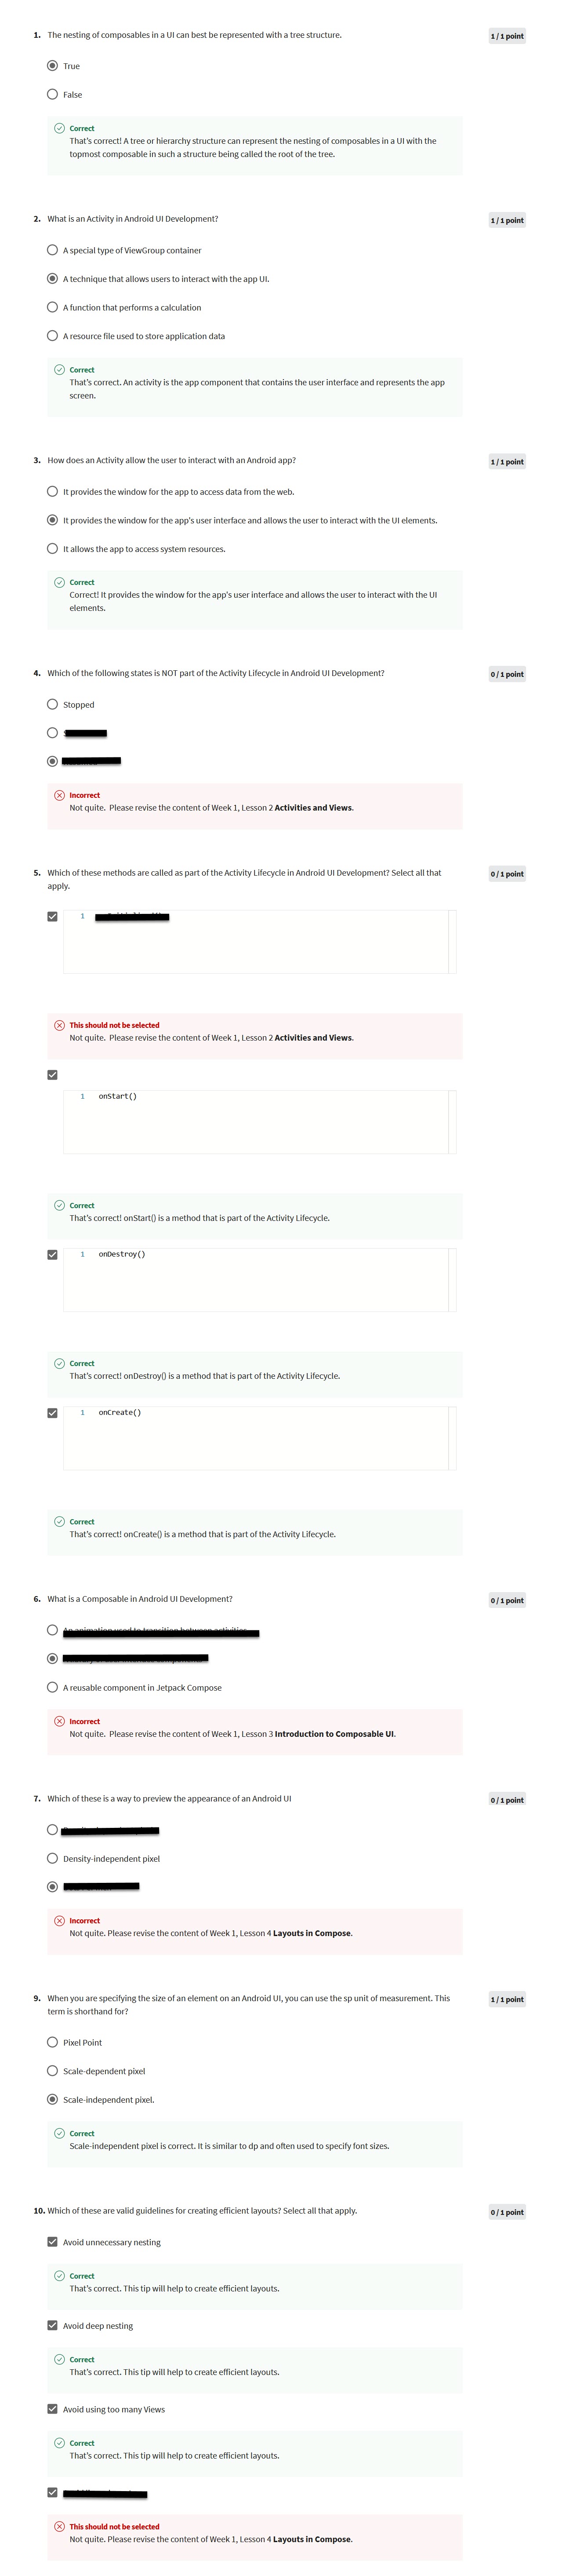 1. The nesting of composables in a UI can best be represented with a tree structure.
1 / 1 point
True
False
Correct
That's correct! A tree or hierarchy structure can represent the nesting of composables in a UI with the
topmost composable in such a structure being called the root of the tree.
2. What is an Activity in Android UI Development?
1 / 1 point
A special type of ViewGroup container
A technique that allows users to interact with the app UI.
A function that performs a calculation
A resource file used to store application data
Correct
That's correct. An activity is the app component that contains the user interface and represents the app
screen.
3. How does an Activity allow the user to interact with an Android app?
1 / 1 point
It provides the window for the app to access data from the web.
It provides the window for the app's user interface and allows the user to interact with the UI elements.
It allows the app to access system resources.
Correct
Correct! It provides the window for the app's user interface and allows the user to interact with the UI
elements.
4. Which of the following states is NOT part of the Activity Lifecycle in Android UI Development?
0 / 1 point
Stopped
Incorrect
Not quite. Please revise the content of Week 1, Lesson 2 Activities and Views.
5. Which of these methods are called as part of the Activity Lifecycle in Android UI Development? Select all that
apply.
0 / 1 point
1
This should not be selected
Not quite. Please revise the content of Week 1, Lesson 2 Activities and Views.
1 onStart()
Correct
That's correct! onStart() is a method that is part of the Activity Lifecycle.
1 onDestroy()
Correct
That's correct! onDestroy() is a method that is part of the Activity Lifecycle.
1 onCreate()
Correct
That's correct! onCreate() is a method that is part of the Activity Lifecycle.
6. What is a Composable in Android UI Development?
0 / 1 point
A reusable component in Jetpack Compose
Incorrect
Not quite. Please revise the content of Week 1, Lesson 3 Introduction to Composable UI.
7. Which of these is a way to preview the appearance of an Android UI
0 / 1 point
Density-independent pixel
Incorrect
Not quite. Please revise the content of Week 1, Lesson 4 Layouts in Compose.
9. When you are specifying the size of an element on an Android UI, you can use the sp unit of measurement. This
term is shorthand for?
1 / 1 point
Pixel Point
Scale-dependent pixel
Scale-independent pixel.
Correct
Scale-independent pixel is correct. It is similar to dp and often used to specify font sizes.
10. Which of these are valid guidelines for creating efficient layouts? Select all that apply.
0 / 1 point
Avoid unnecessary nesting
Correct
That's correct. This tip will help to create efficient layouts.
Avoid deep nesting
Correct
That's correct. This tip will help to create efficient layouts.
Avoid using too many Views
Correct
That's correct. This tip will help to create efficient layouts.
This should not be selected
Not quite. Please revise the content of Week 1, Lesson 4 Layouts in Compose.